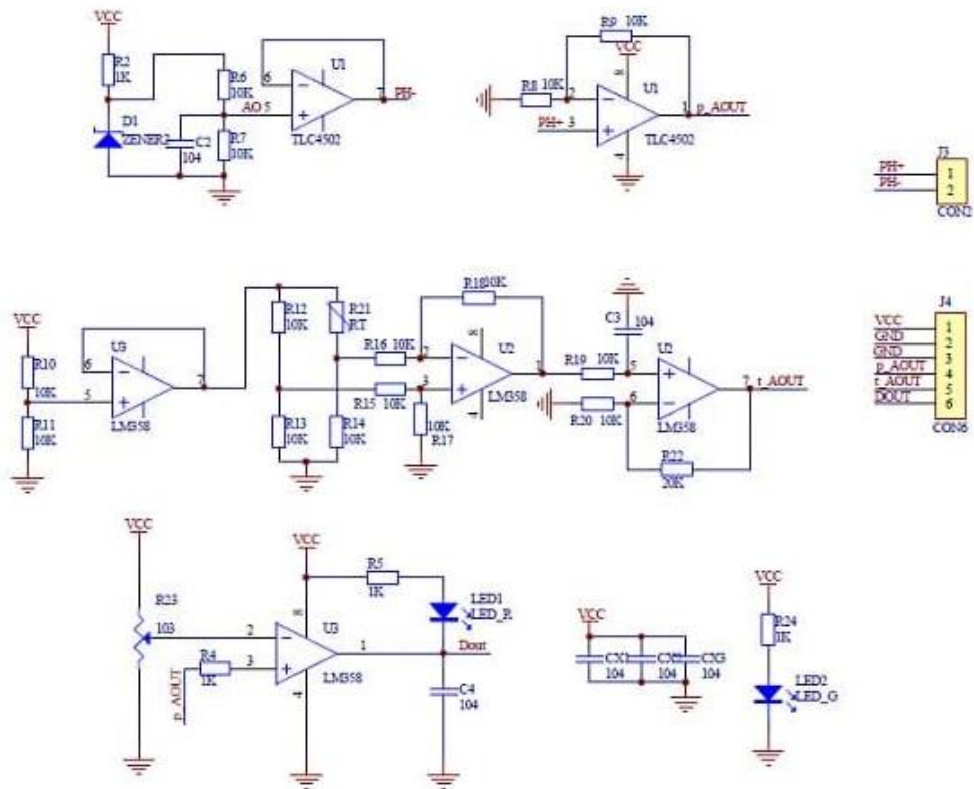 VCC
R2
1K
D1
ZENER2
C2
104
R6
10K
AO 5
R7
10K
6
U1
7
PH-
TLC4502
R9 10K
VCC
8
R8 10K
2
U1
PH+ 3
1 p_AOUT
TLC4502
4
J3
PH+ 1
PH- 2
CON2
VCC
R10
10K
R11
10K
6
U3
7
5
LM358
R12
10K
R21
RT
R13
10K
R14
10K
R16 10K
R15 10K
R18 10K
8
2
U2
1
3
10K
R17
LM358
4
C3
104
R19 10K
U2
5
7 t_AOUT
6
R20 10K
LM358
R22
20K
J4
VCC 1
GND 2
GND 3
p_AOUT 4
t_AOUT 5
DOUT 6
CON6
VCC
R23
103
p_AOUT
R4
1K
2
3
VCC
8
U3
1
LM358
4
R5
1K
LED1
LED_R
Dout
C4
104
VCC
CX1
104
104
CX3
104
VCC
R24
1K
LED2
LED_G